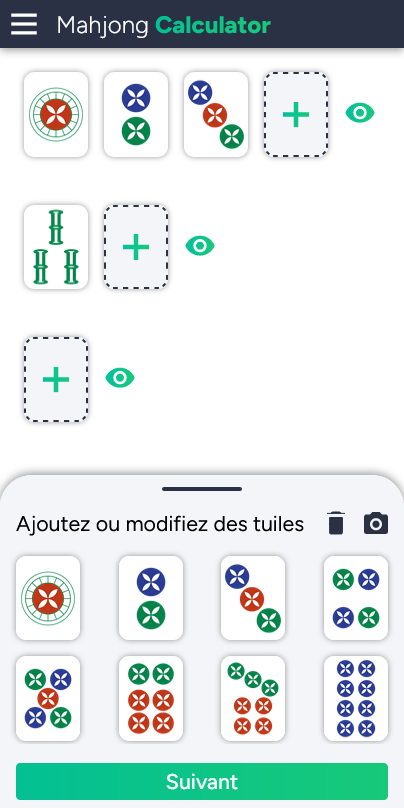 Mahjong Calculator
Ajoutez ou modifiez des tuiles
Suivant